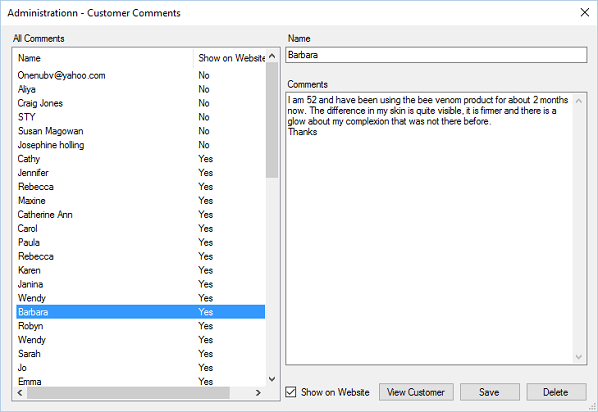 Administrationn - Customer Comments
All Comments
Name Show on Website
Onenubv@yahoo.com No
Aliya No
Craig Jones No
STY No
Susan Magowan No
Josephine holling No
Cathy Yes
Jennifer Yes
Rebecca Yes
Maxine Yes
Catherine Ann Yes
Carol Yes
Paula Yes
Rebecca Yes
Karen Yes
Janina Yes
Wendy Yes
Barbara Yes
Robyn Yes
Wendy Yes
Sarah Yes
Jo Yes
Emma Yes
Name
Barbara
Comments
I am 52 and have been using the bee venom product for about 2 months
now. The difference in my skin is quite visible, it is firmer and there is a
glow about my complexion that was not there before.
Thanks
Show on Website View Customer Save Delete